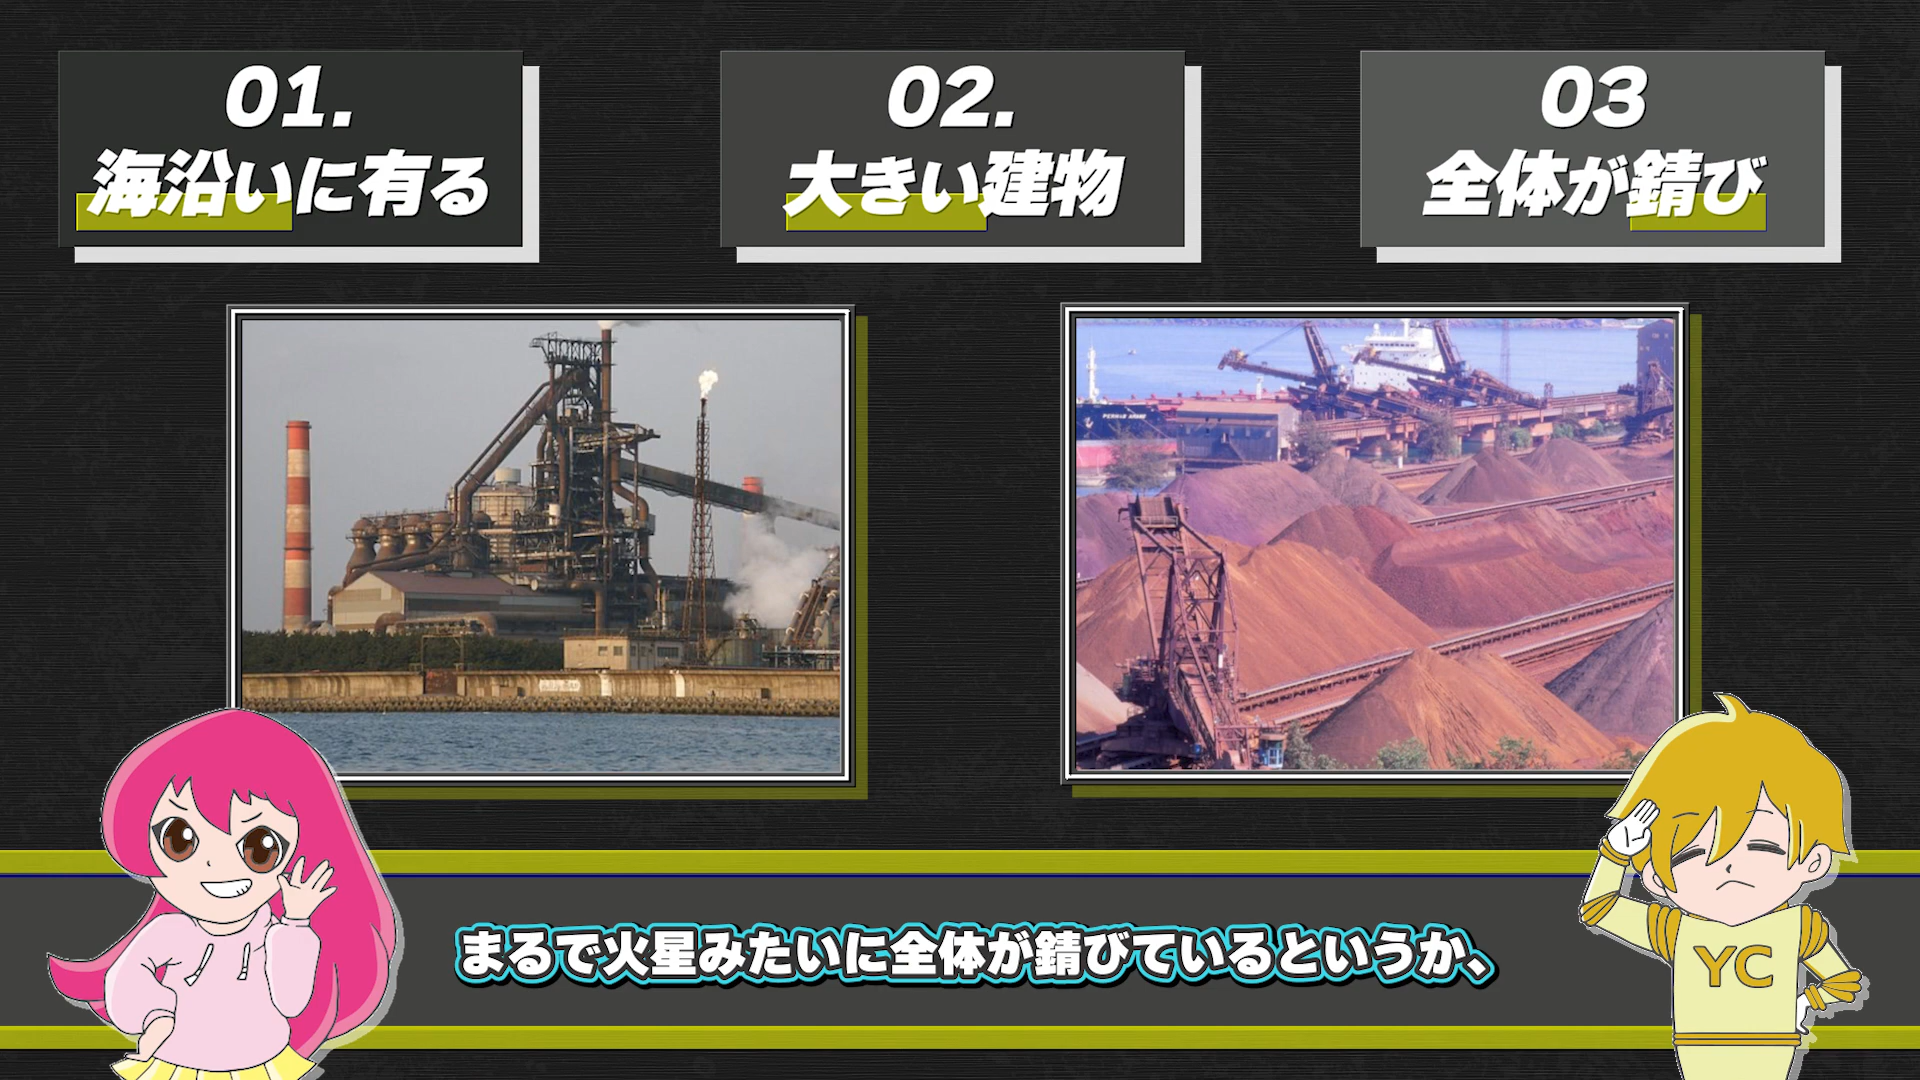 01.
海沿いに有る
02.
大きい建物
03
全体が錆び
まるで火星みたいに全体が錆びているというか、
YC